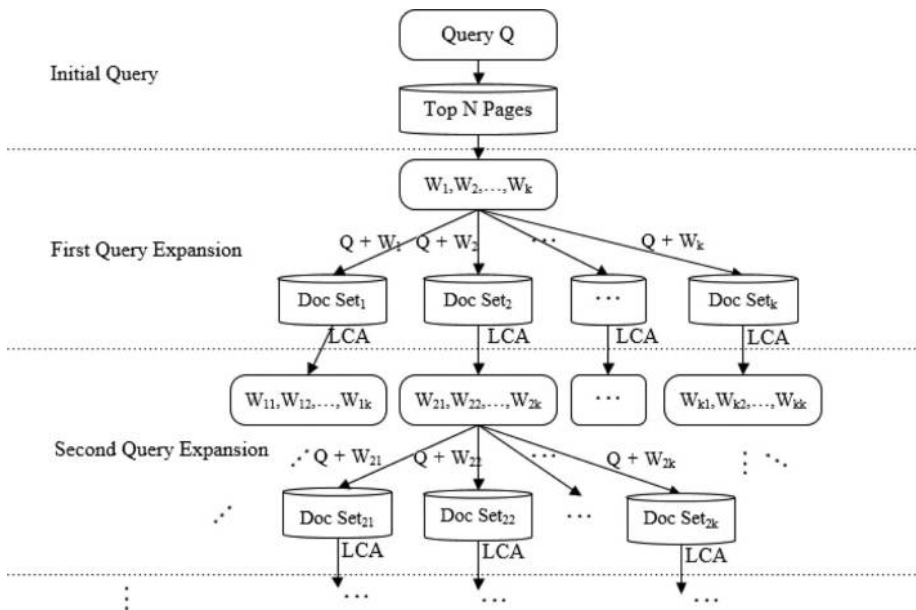 Query Q
Initial Query
Top N Pages
W₁,W₂,…,Wₖ
Q + W₁ Q + W₂ … Q + Wₖ
First Query Expansion
Doc Set₁ Doc Set₂ … Doc Setₖ
LCA LCA LCA LCA
W₁₁,W₁₂,…,W₁ₖ W₂₁,W₂₂,…,W₂ₖ … Wₖ₁,Wₖ₂,…,Wₖₖ
Second Query Expansion
Q + W₂₁ Q + W₂₂ … Q + W₂ₖ
Doc Set₂₁ Doc Set₂₂ … Doc Set₂ₖ
LCA LCA LCA
… … …